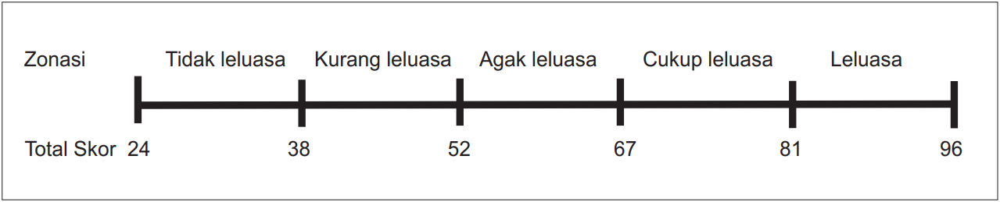 Zonasi Tidak leluasa Kurang leluasa Agak leluasa Cukup leluasa Leluasa
Total Skor 24 38 52 67 81 96